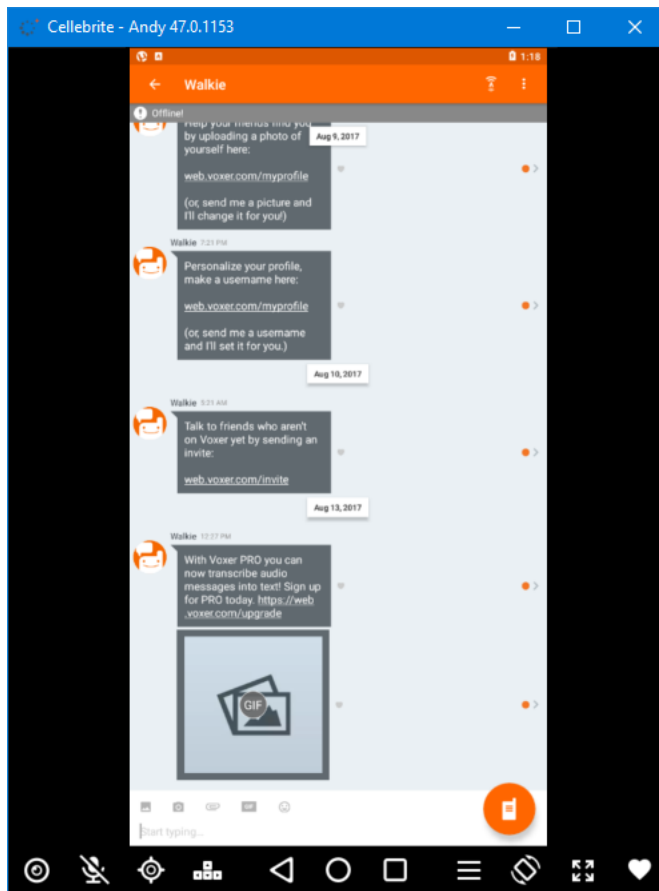 Cellebrite - Andy 47.0.1153
1:18
Walkie
Offline!
Help your friends find you
by uploading a photo of
yourself here:
Aug 9, 2017
web.voxer.com/myprofile
(or, send me a picture and
I'll change it for you!)
Walkie 7:21 PM
Personalize your profile,
make a username here:
web.voxer.com/myprofile
(or, send me a username
and I'll set it for you.)
Aug 10, 2017
Walkie 5:21 AM
Talk to friends who aren't
on Voxer yet by sending an
invite:
web.voxer.com/invite
Aug 13, 2017
Walkie 12:27 PM
With Voxer PRO you can
now transcribe audio
messages into text! Sign up
for PRO today. https://web
.voxer.com/upgrade
GIF
GIF
Start typing...